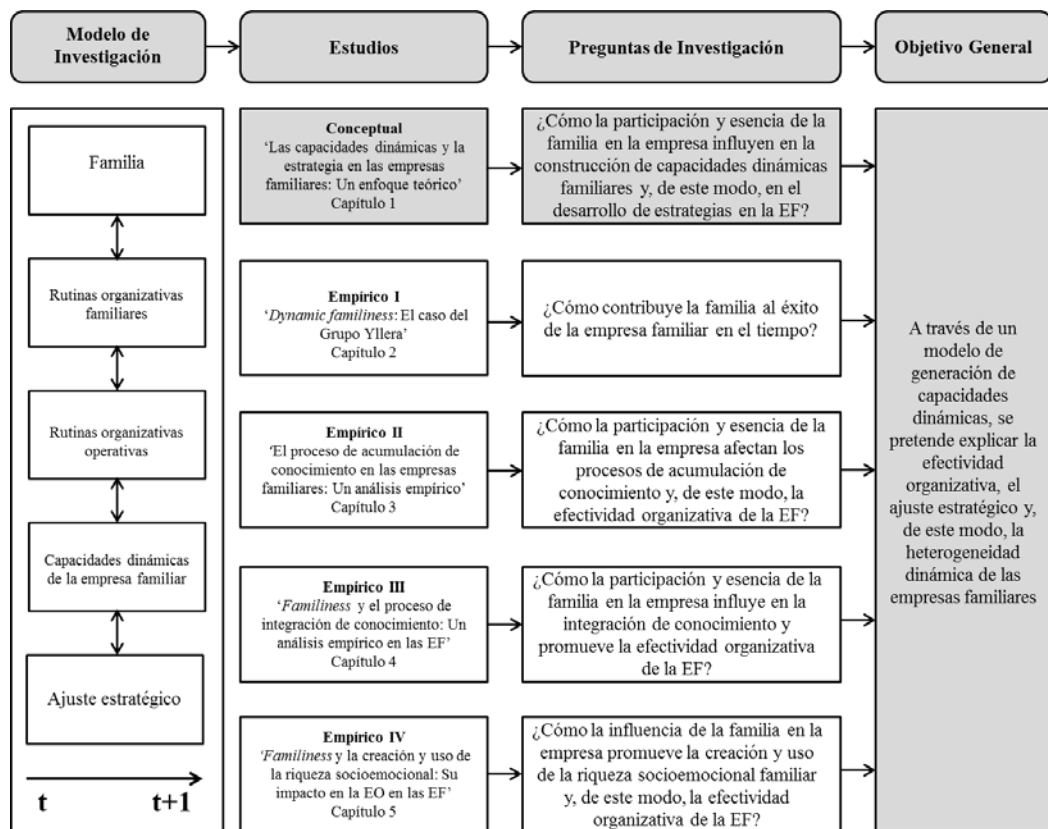 Modelo de
Investigación
Estudios
Preguntas de Investigación
Objetivo General
Familia
Rutinas organizativas
familiares
Rutinas organizativas
operativas
Capacidades dinámicas
de la empresa familiar
Ajuste estratégico
t
t+1
Conceptual
‘Las capacidades dinámicas y la
estrategia en las empresas
familiares: Un enfoque teórico’
Capítulo 1
¿Cómo la participación y esencia de la
familia en la empresa influyen en la
construcción de capacidades dinámicas
familiares y, de este modo, en el
desarrollo de estrategias en la EF?
Empírico I
‘Dynamic familiness: El caso del
Grupo Yllera’
Capítulo 2
¿Cómo contribuye la familia al éxito
de la empresa familiar en el tiempo?
Empírico II
‘El proceso de acumulación de
conocimiento en las empresas
familiares: Un análisis empírico’
Capítulo 3
¿Cómo la participación y esencia de la
familia en la empresa afectan los
procesos de acumulación de
conocimiento y, de este modo, la
efectividad organizativa de la EF?
Empírico III
‘Familiness y el proceso de
integración de conocimiento: Un
análisis empírico en las EF’
Capítulo 4
¿Cómo la participación y esencia de la
familia en la empresa influye en la
integración de conocimiento y
promueve la efectividad organizativa
de la EF?
Empírico IV
‘Familiness y la creación y uso de
la riqueza socioemocional: Su
impacto en la EO en las EF’
Capítulo 5
¿Cómo la influencia de la familia en la
empresa promueve la creación y uso
de la riqueza socioemocional familiar
y, de este modo, la efectividad
organizativa de la EF?
A través de un
modelo de
generación de
capacidades
dinámicas, se
pretende explicar la
efectividad
organizativa, el
ajuste estratégico y,
de este modo, la
heterogeneidad
dinámica de las
empresas familiares